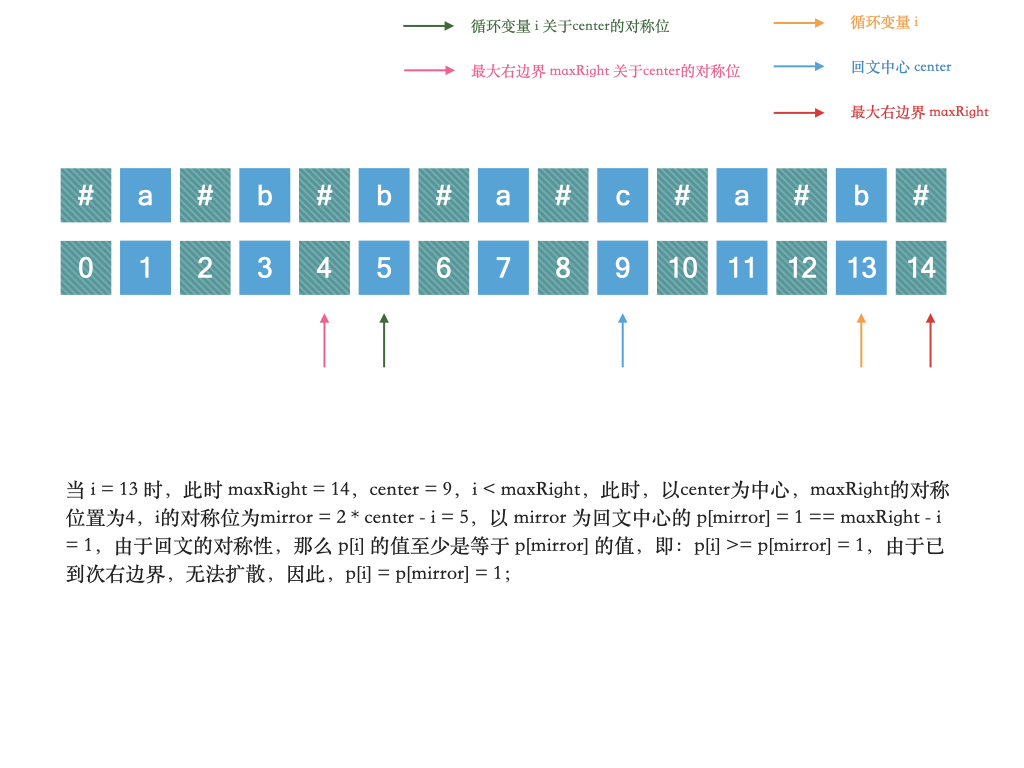 循环变量 i 关于center的对称位
循环变量 i
最大右边界 maxRight 关于center的对称位
回文中心 center
最大右边界 maxRight
# a # b # b # a # c # a # b #
0 1 2 3 4 5 6 7 8 9 10 11 12 13 14
当 i = 13 时，此时 maxRight = 14，center = 9，i < maxRight，此时，以center为中心，maxRight的对称
位置为4，i的对称位为mirror = 2 * center - i = 5，以 mirror 为回文中心的 p[mirror] = 1 == maxRight - i
= 1，由于回文的对称性，那么 p[i] 的值至少是等于 p[mirror] 的值，即：p[i] >= p[mirror] = 1，由于已
到次右边界，无法扩散，因此，p[i] = p[mirror] = 1；